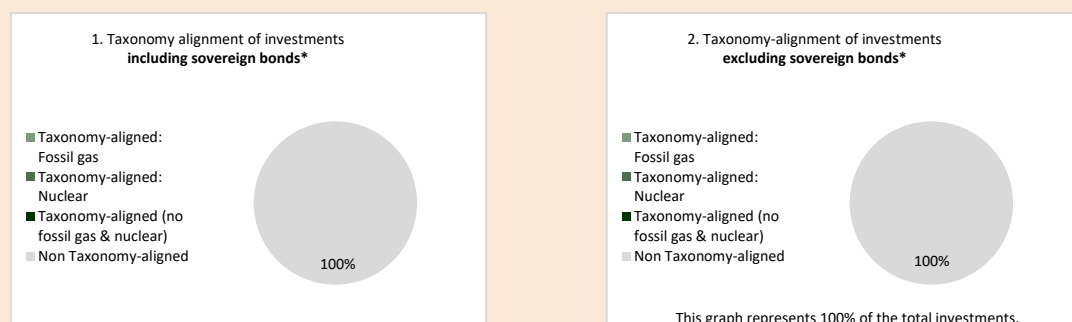 1. Taxonomy alignment of investments
including sovereign bonds*
Taxonomy-aligned:
Fossil gas
Taxonomy-aligned:
Nuclear
Taxonomy-aligned (no
fossil gas & nuclear)
Non Taxonomy-aligned
100%
2. Taxonomy-alignment of investments
excluding sovereign bonds*
Taxonomy-aligned:
Fossil gas
Taxonomy-aligned:
Nuclear
Taxonomy-aligned (no
fossil gas & nuclear)
Non Taxonomy-aligned
100%
This graph represents 100% of the total investments.